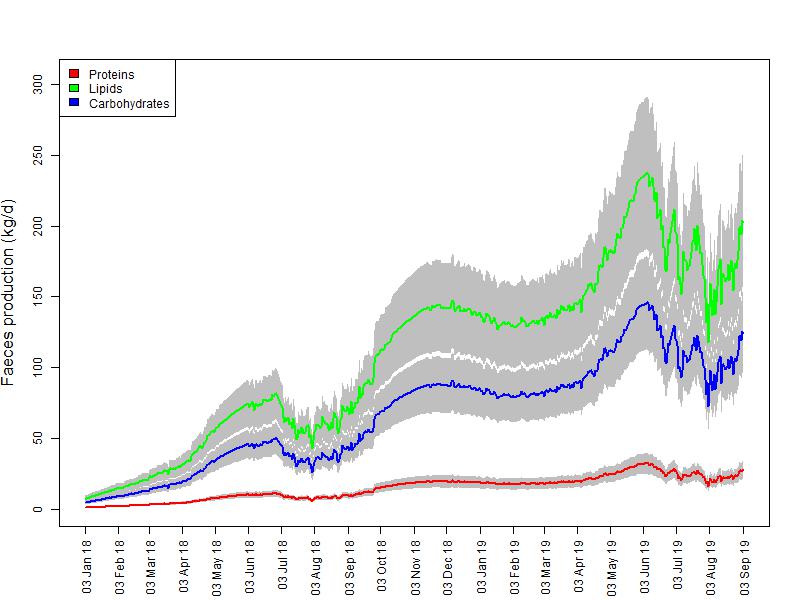 Proteins
Lipids
Carbohydrates
Faeces production (kg/d)
300
250
200
150
100
50
0
03 Jan 18
03 Feb 18
03 Mar 18
03 Apr 18
03 May 18
03 Jun 18
03 Jul 18
03 Aug 18
03 Sep 18
03 Oct 18
03 Nov 18
03 Dec 18
03 Jan 19
03 Feb 19
03 Mar 19
03 Apr 19
03 May 19
03 Jun 19
03 Jul 19
03 Aug 19
03 Sep 19